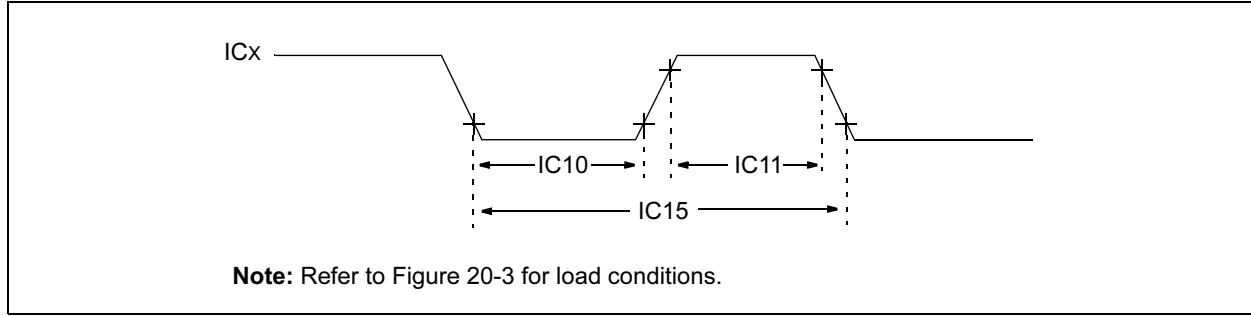 ICx
IC10
IC11
IC15
Note: Refer to Figure 20-3 for load conditions.